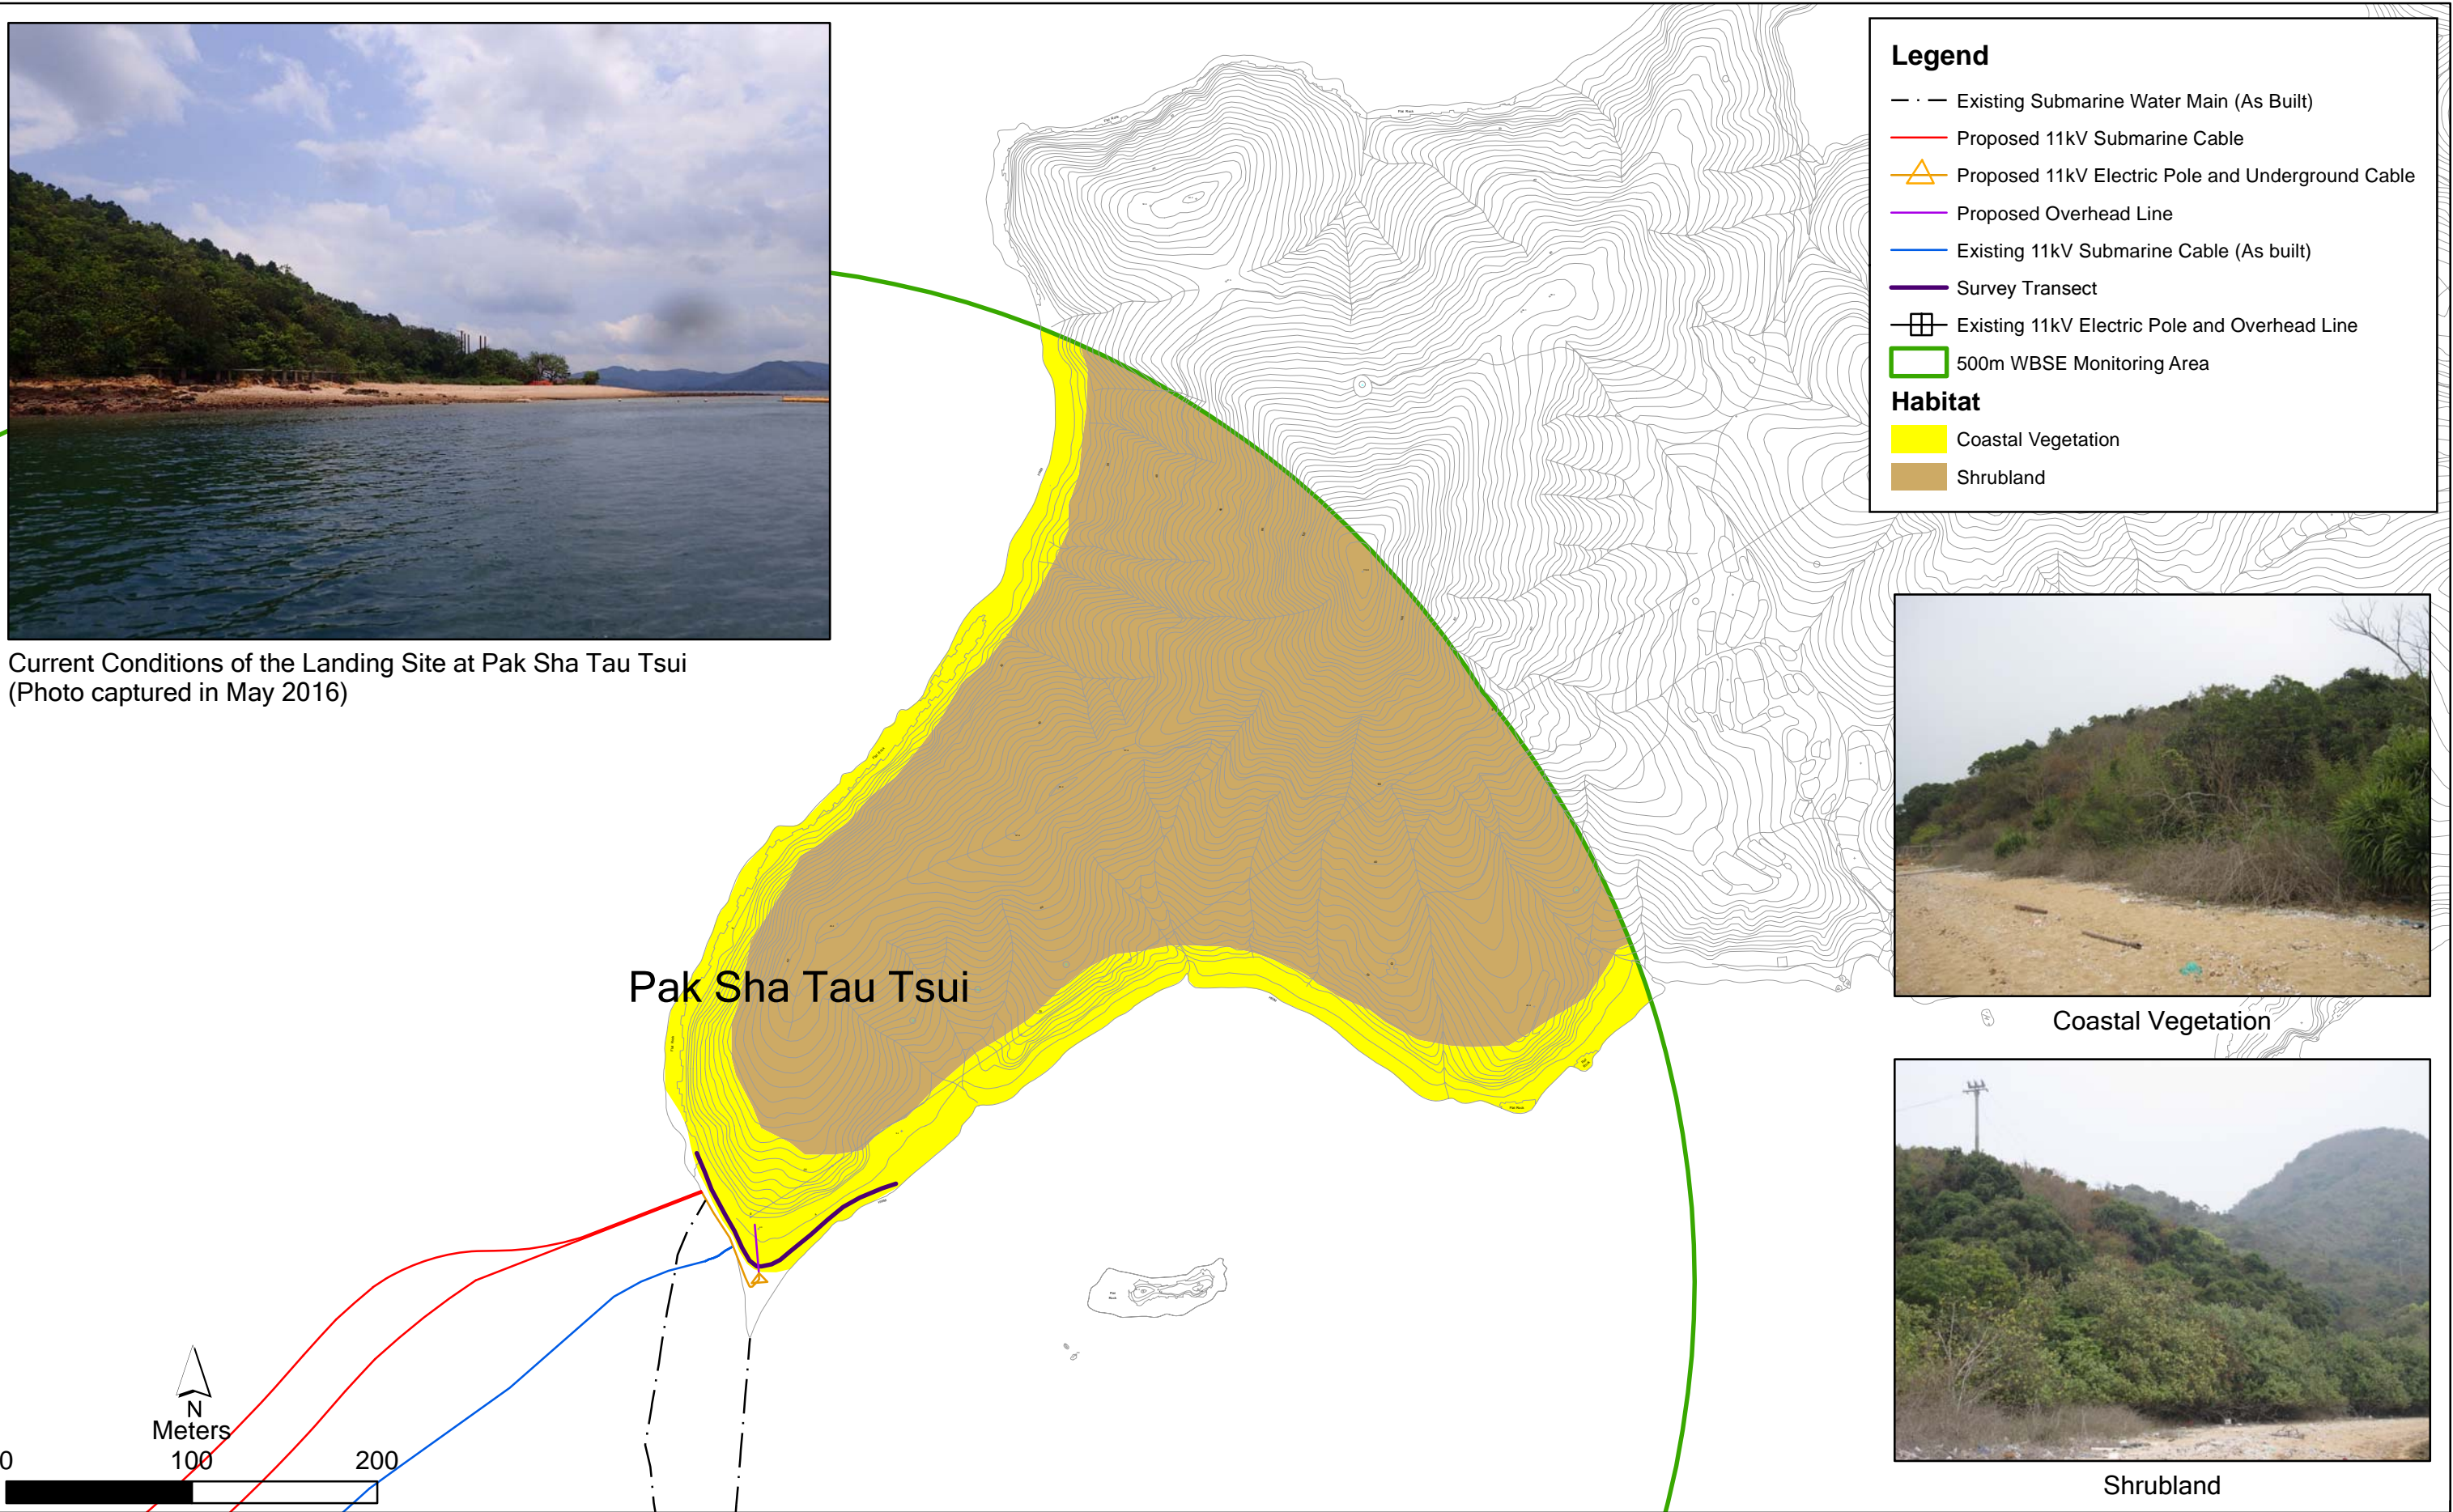 Legend
Existing Submarine Water Main (As Built)
Proposed 11kV Submarine Cable
Proposed 11kV Electric Pole and Underground Cable
Proposed Overhead Line
Existing 11kV Submarine Cable (As built)
Survey Transect
Existing 11kV Electric Pole and Overhead Line
500m WBSE Monitoring Area
Habitat
Coastal Vegetation
Shrubland
Current Conditions of the Landing Site at Pak Sha Tau Tsui
(Photo captured in May 2016)
Pak Sha Tau Tsui
Coastal Vegetation
Shrubland
N
Meters
0 100 200